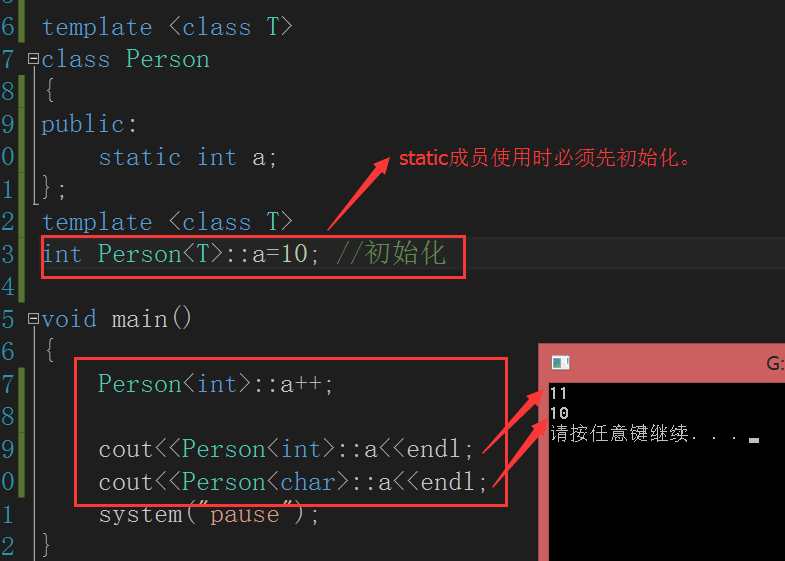 6 template <class T>
7 class Person
8 {
9 public:
0 static int a;
static成员使用时必须先初始化。
1 };
2 template <class T>
3 int Person<T>::a=10; //初始化
4
5 void main()
6 {
7 Person<int>::a++;
8
9 cout<<Person<int>::a<<endl;
0 cout<<Person<char>::a<<endl;
1 system("pause");
2 }
G:
11
10
请按任意键继续. . .